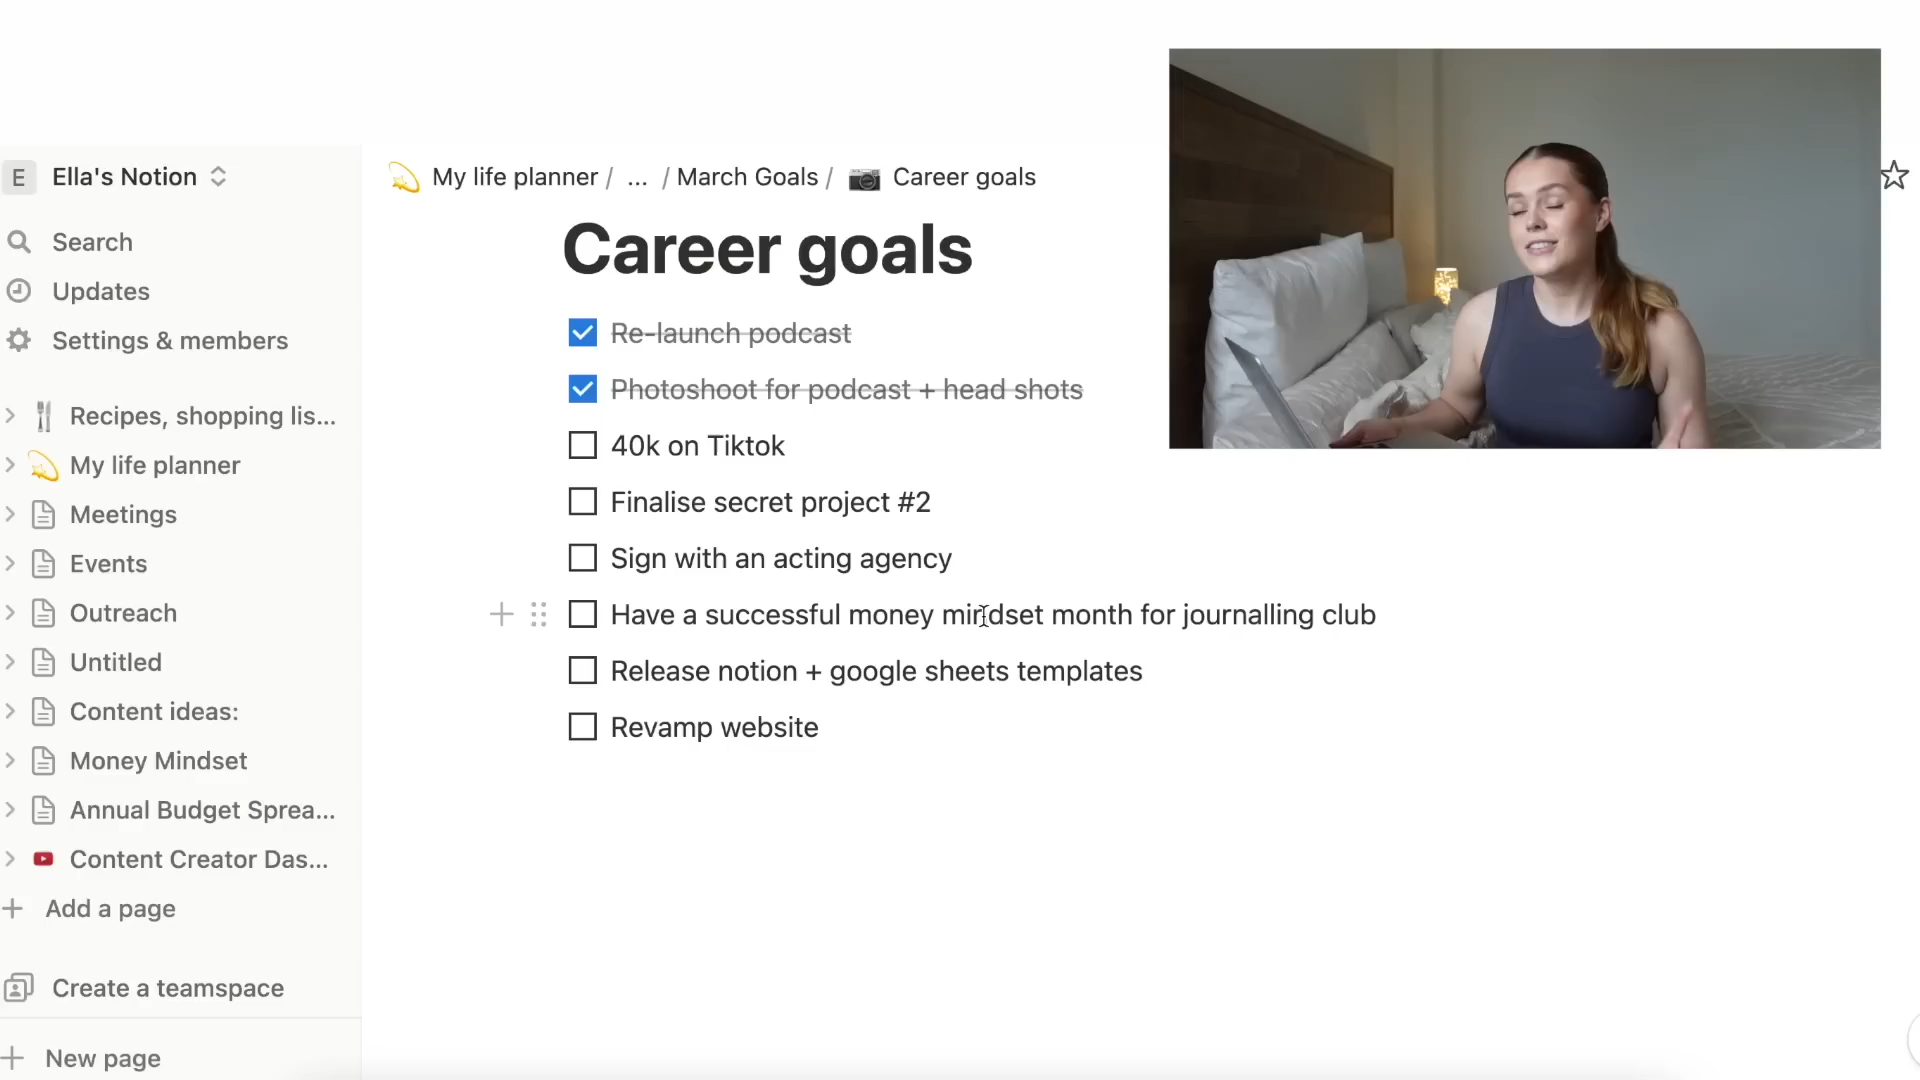 E Ella's Notion
My life planner / ... / March Goals / Career goals
Career goals
Search
Updates
Settings & members
Recipes, shopping lis...
My life planner
Meetings
Events
Outreach
Untitled
Content ideas:
Money Mindset
Annual Budget Sprea...
Content Creator Das...
Add a page
Create a teamspace
New page
Re-launch podcast
Photoshoot for podcast + head shots
40k on Tiktok
Finalise secret project #2
Sign with an acting agency
Have a successful money mindset month for journalling club
Release notion + google sheets templates
Revamp website